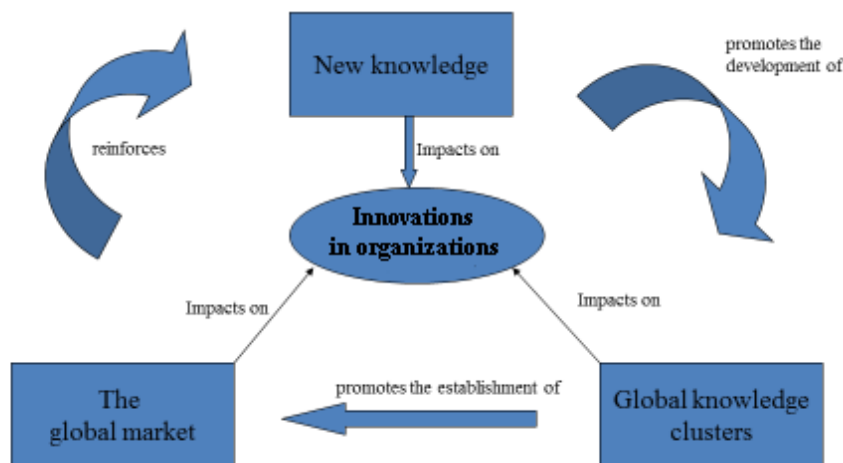 New knowledge
promotes the
development of
reinforces
Impacts on
Innovations
in organizations
Impacts on
Impacts on
promotes the establishment of
The
global market
Global knowledge
clusters